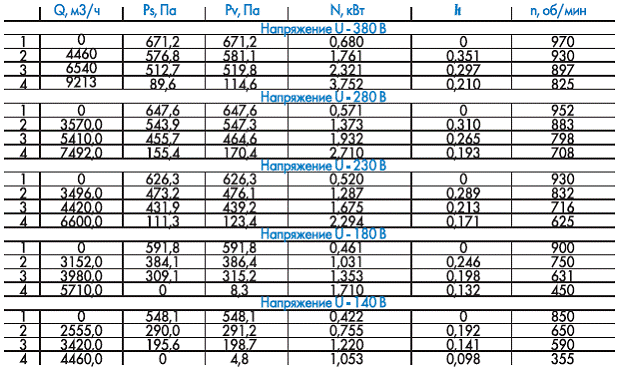 Q, м3/ч Ps, Па Pv, Па N, кВт n, об/мин
Напряжение U - 380 В
1 0 671,2 671,2 0,680 0 970
2 4460 576,8 581,1 1,761 0,351 930
3 6540 512,7 519,8 2,321 0,297 897
4 9213 89,6 114,6 3,752 0,210 825
Напряжение U - 280 В
1 0 647,6 647,6 0,571 0 952
2 3570,0 543,9 547,3 1,373 0,310 883
3 5410,0 455,7 464,6 1,932 0,265 798
4 7492,0 155,4 170,4 2,710 0,193 708
Напряжение U - 230 В
1 0 626,3 626,3 0,520 0 930
2 3496,0 473,2 476,1 1,287 0,289 832
3 4420,0 431,9 439,2 1,675 0,213 716
4 6600,0 111,3 123,4 2,294 0,171 625
Напряжение U - 180 В
1 0 591,8 591,8 0,461 0 900
2 3152,0 384,1 386,4 1,031 0,246 750
3 3980,0 309,1 315,2 1,353 0,198 631
4 5710,0 0 8,3 1,710 0,132 450
Напряжение U - 140 В
1 0 548,1 548,1 0,422 0 850
2 2555,0 290,0 291,2 0,755 0,192 650
3 3420,0 195,6 198,7 1,220 0,141 590
4 4460,0 0 4,8 1,053 0,098 355